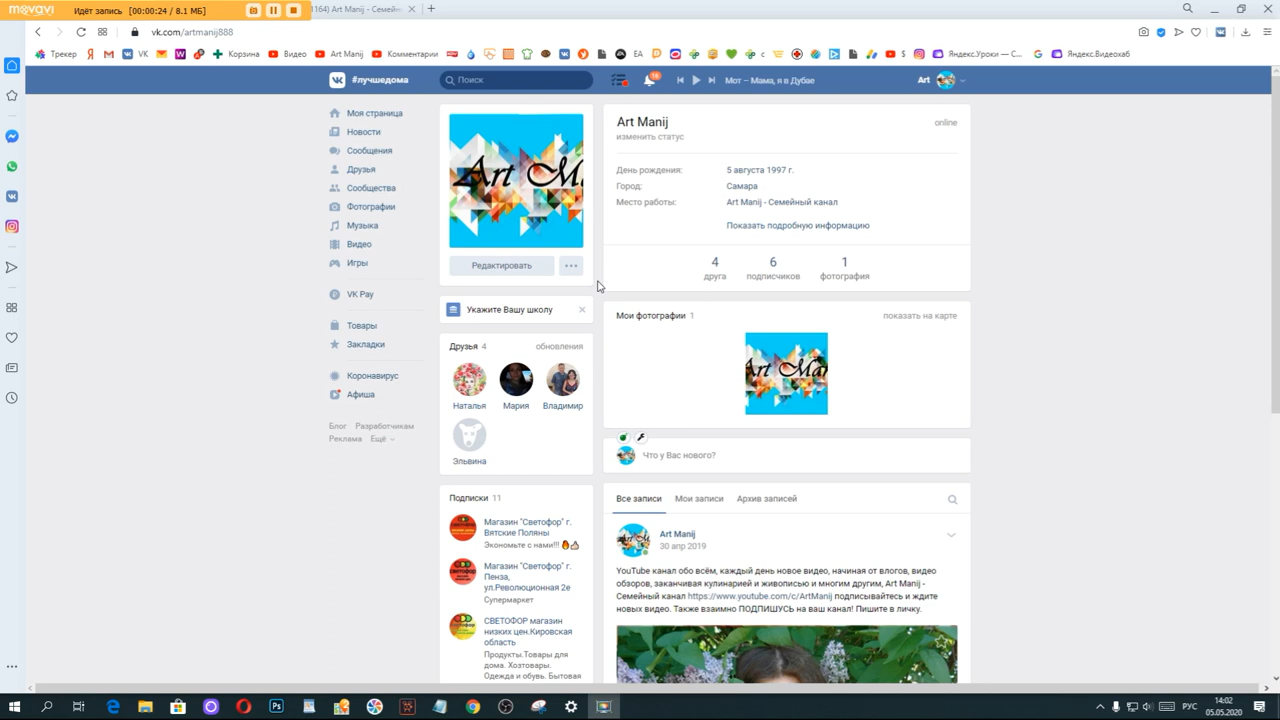 movavi Идёт запись [00:00:24 / 8.1 МБ]
164) Art Manij - Семейн
vk.com/artmanij888
Трекер VK Корзина Видео Art Manij Комментарии EA с $ Яндекс.Уроки — С... Яндекс.Видеохаб
#лучшедома Поиск 16 Мот – Мама, я в Дубае Art
Моя страница
Новости
Сообщения
Друзья
Сообщества
Фотографии
Музыка
Видео
Игры
VK Pay
Товары
Закладки
Коронавирус
Афиша
Блог Разработчикам
Реклама Ещё
Art Ma
Редактировать
Укажите Вашу школу
Друзья 4 обновления
Наталья Мария Владимир
Эльвина
Подписки 11
Магазин "Светофор" г.
Вятские Поляны
Экономьте с нами!!!
Магазин "Светофор" г.
Пенза,
ул.Революционная 2е
Супермаркет
СВЕТОФОР магазин
низких цен.Кировская
область
Продукты.Товары для
дома. Хозтовары.
Одежда и обувь. Бытовая
Art Manij online
изменить статус
День рождения: 5 августа 1997 г.
Город: Самара
Место работы: Art Manij - Семейный канал
Показать подробную информацию
4 6 1
друга подписчиков фотография
Мои фотографии 1 показать на карте
Art Mar
Что у Вас нового?
Все записи Мои записи Архив записей
Art Manij
30 апр 2019
YouTube канал обо всём, каждый день новое видео, начиная от влогов, видео
обзоров, заканчивая кулинарией и живописью и многим другим, Art Manij -
Семейный канал https://www.youtube.com/c/ArtManij подписывайтесь и ждите
новых видео. Также взаимно ПОДПИШУСЬ на ваш канал! Пишите в личку.
РУС 14:02
05.05.2020